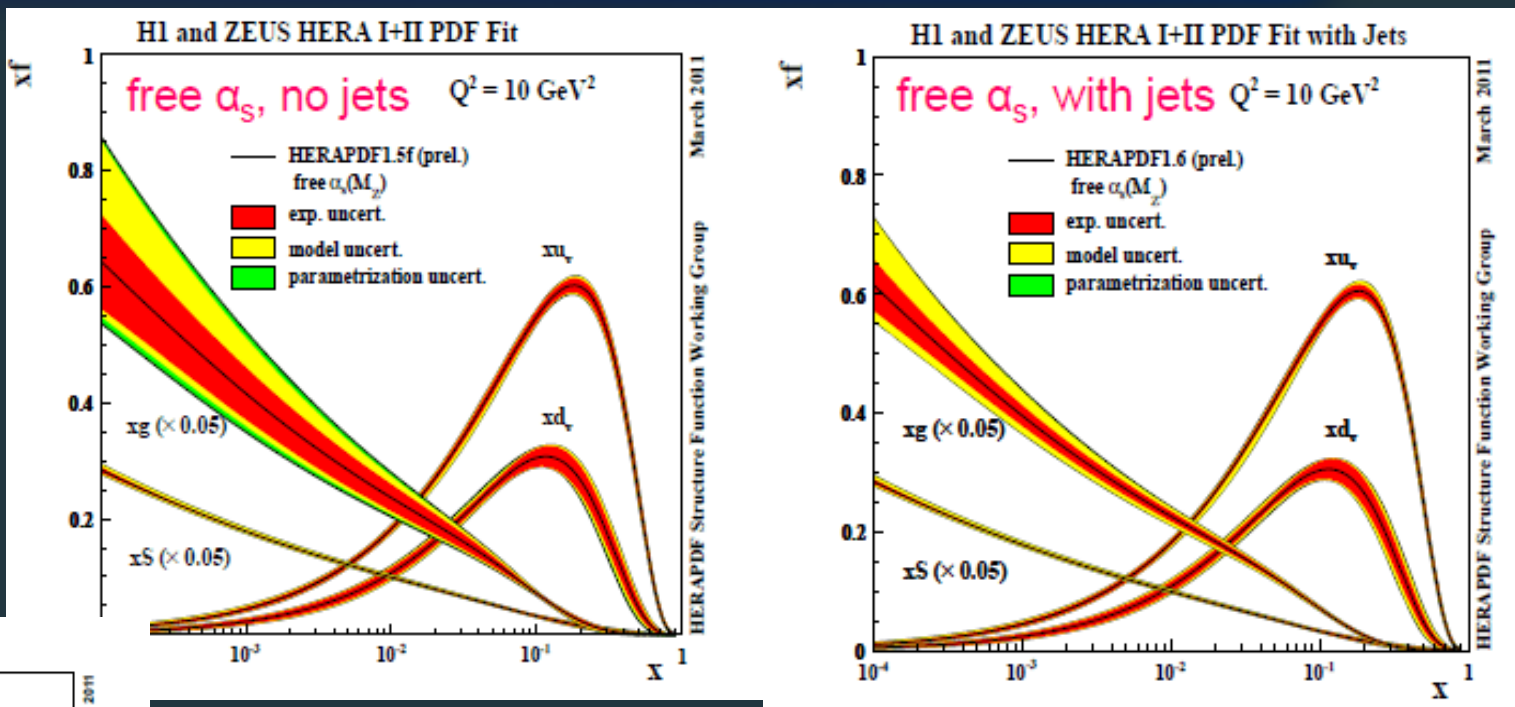 H1 and ZEUS HERA I+II PDF Fit
xf
1
free αs, no jets
Q² = 10 GeV²
March 2011
HERAPDF1.5f (prel.)
free αs(MZ)
exp. uncert.
model uncert.
parametrization uncert.
0.8
0.6
0.4
0.2
xuv
xdv
xg (× 0.05)
xS (× 0.05)
HERAPDF Structure Function Working Group
10⁻³
10⁻²
10⁻¹
1
x
2011
H1 and ZEUS HERA I+II PDF Fit with Jets
xf
1
free αs, with jets
Q² = 10 GeV²
March 2011
HERAPDF1.6 (prel.)
free αs(MZ)
exp. uncert.
model uncert.
parametrization uncert.
0.8
0.6
0.4
0.2
0
xuv
xdv
xg (× 0.05)
xS (× 0.05)
HERAPDF Structure Function Working Group
10⁻⁴
10⁻³
10⁻²
10⁻¹
1
x